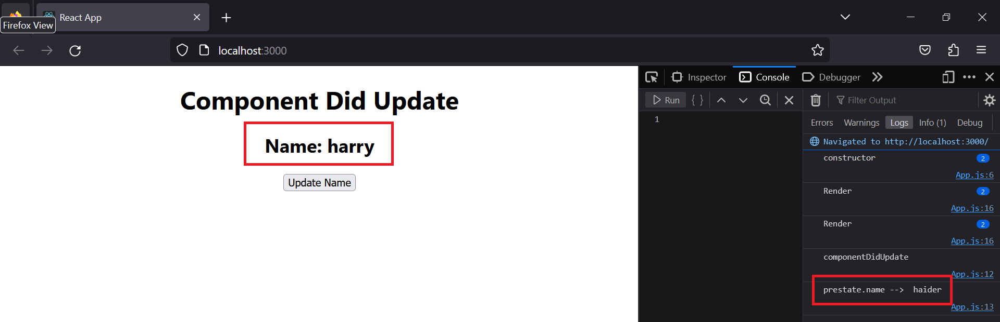 React App
Firefox View
localhost:3000
Component Did Update
Name: harry
Update Name
Inspector
Console
Debugger
Run
{ }
Filter Output
1
Errors
Warnings
Logs
Info (1)
Debug
Navigated to http://localhost:3000/
constructor 2
App.js:6
Render 2
App.js:16
Render 2
App.js:16
componentDidUpdate
App.js:12
prestate.name --> haider
App.js:13